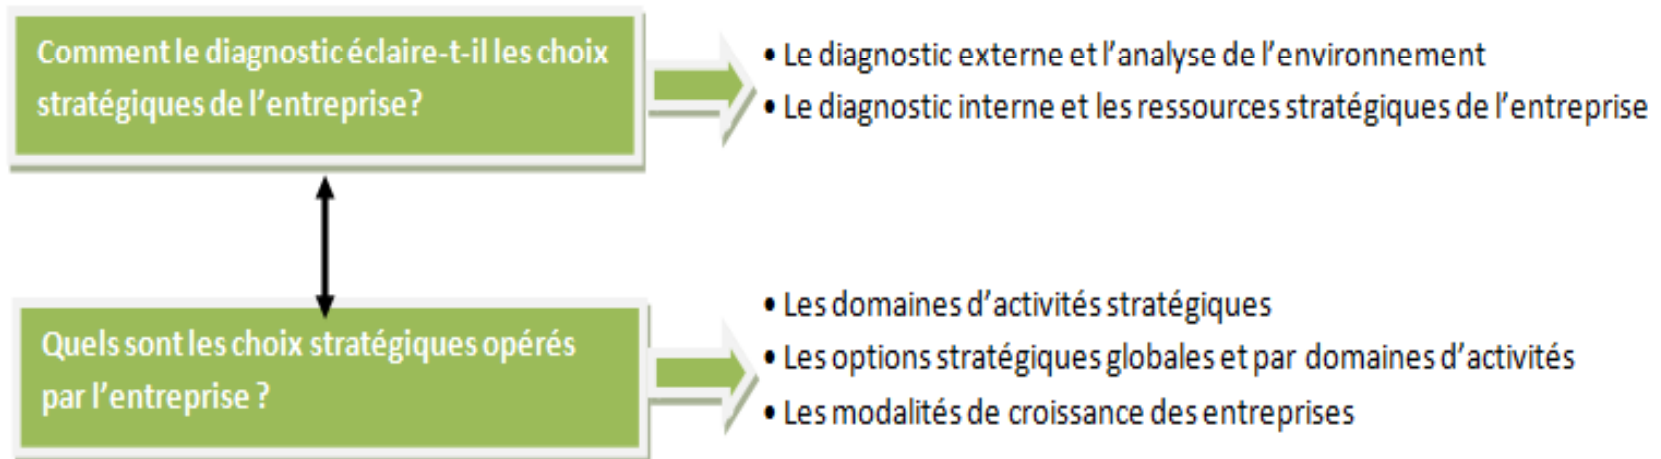 Comment le diagnostic éclaire-t-il les choix
stratégiques de l'entreprise?
• Le diagnostic externe et l'analyse de l'environnement
• Le diagnostic interne et les ressources stratégiques de l'entreprise
Quels sont les choix stratégiques opérés
par l'entreprise ?
• Les domaines d'activités stratégiques
• Les options stratégiques globales et par domaines d'activités
• Les modalités de croissance des entreprises